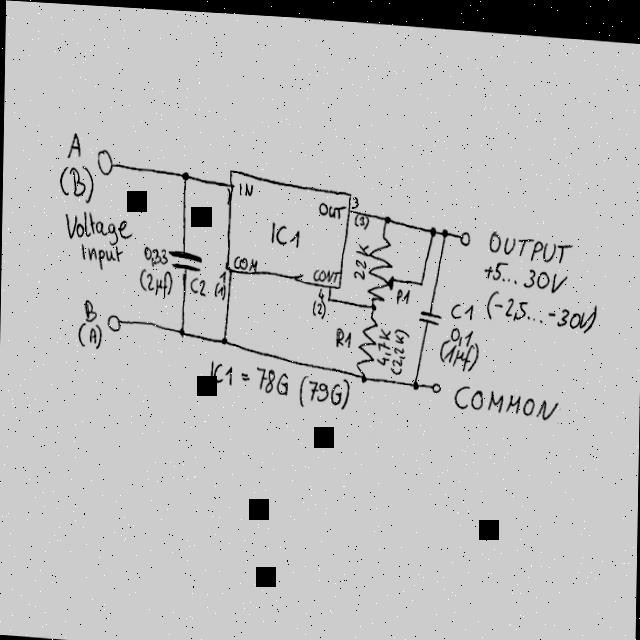 A
(B)
Voltage
input
B
(A)
0,33
(2µf)
C2
IN
IC1
OUT
COM
CONT
1
(1)
3
(3)
4
(2)
22K
P1
R1
4,7K
(2,2K)
C1
0,1
(1µf)
OUTPUT
+5...30V
(-2,5...-30V)
COMMON
IC1 = 78G (79G)